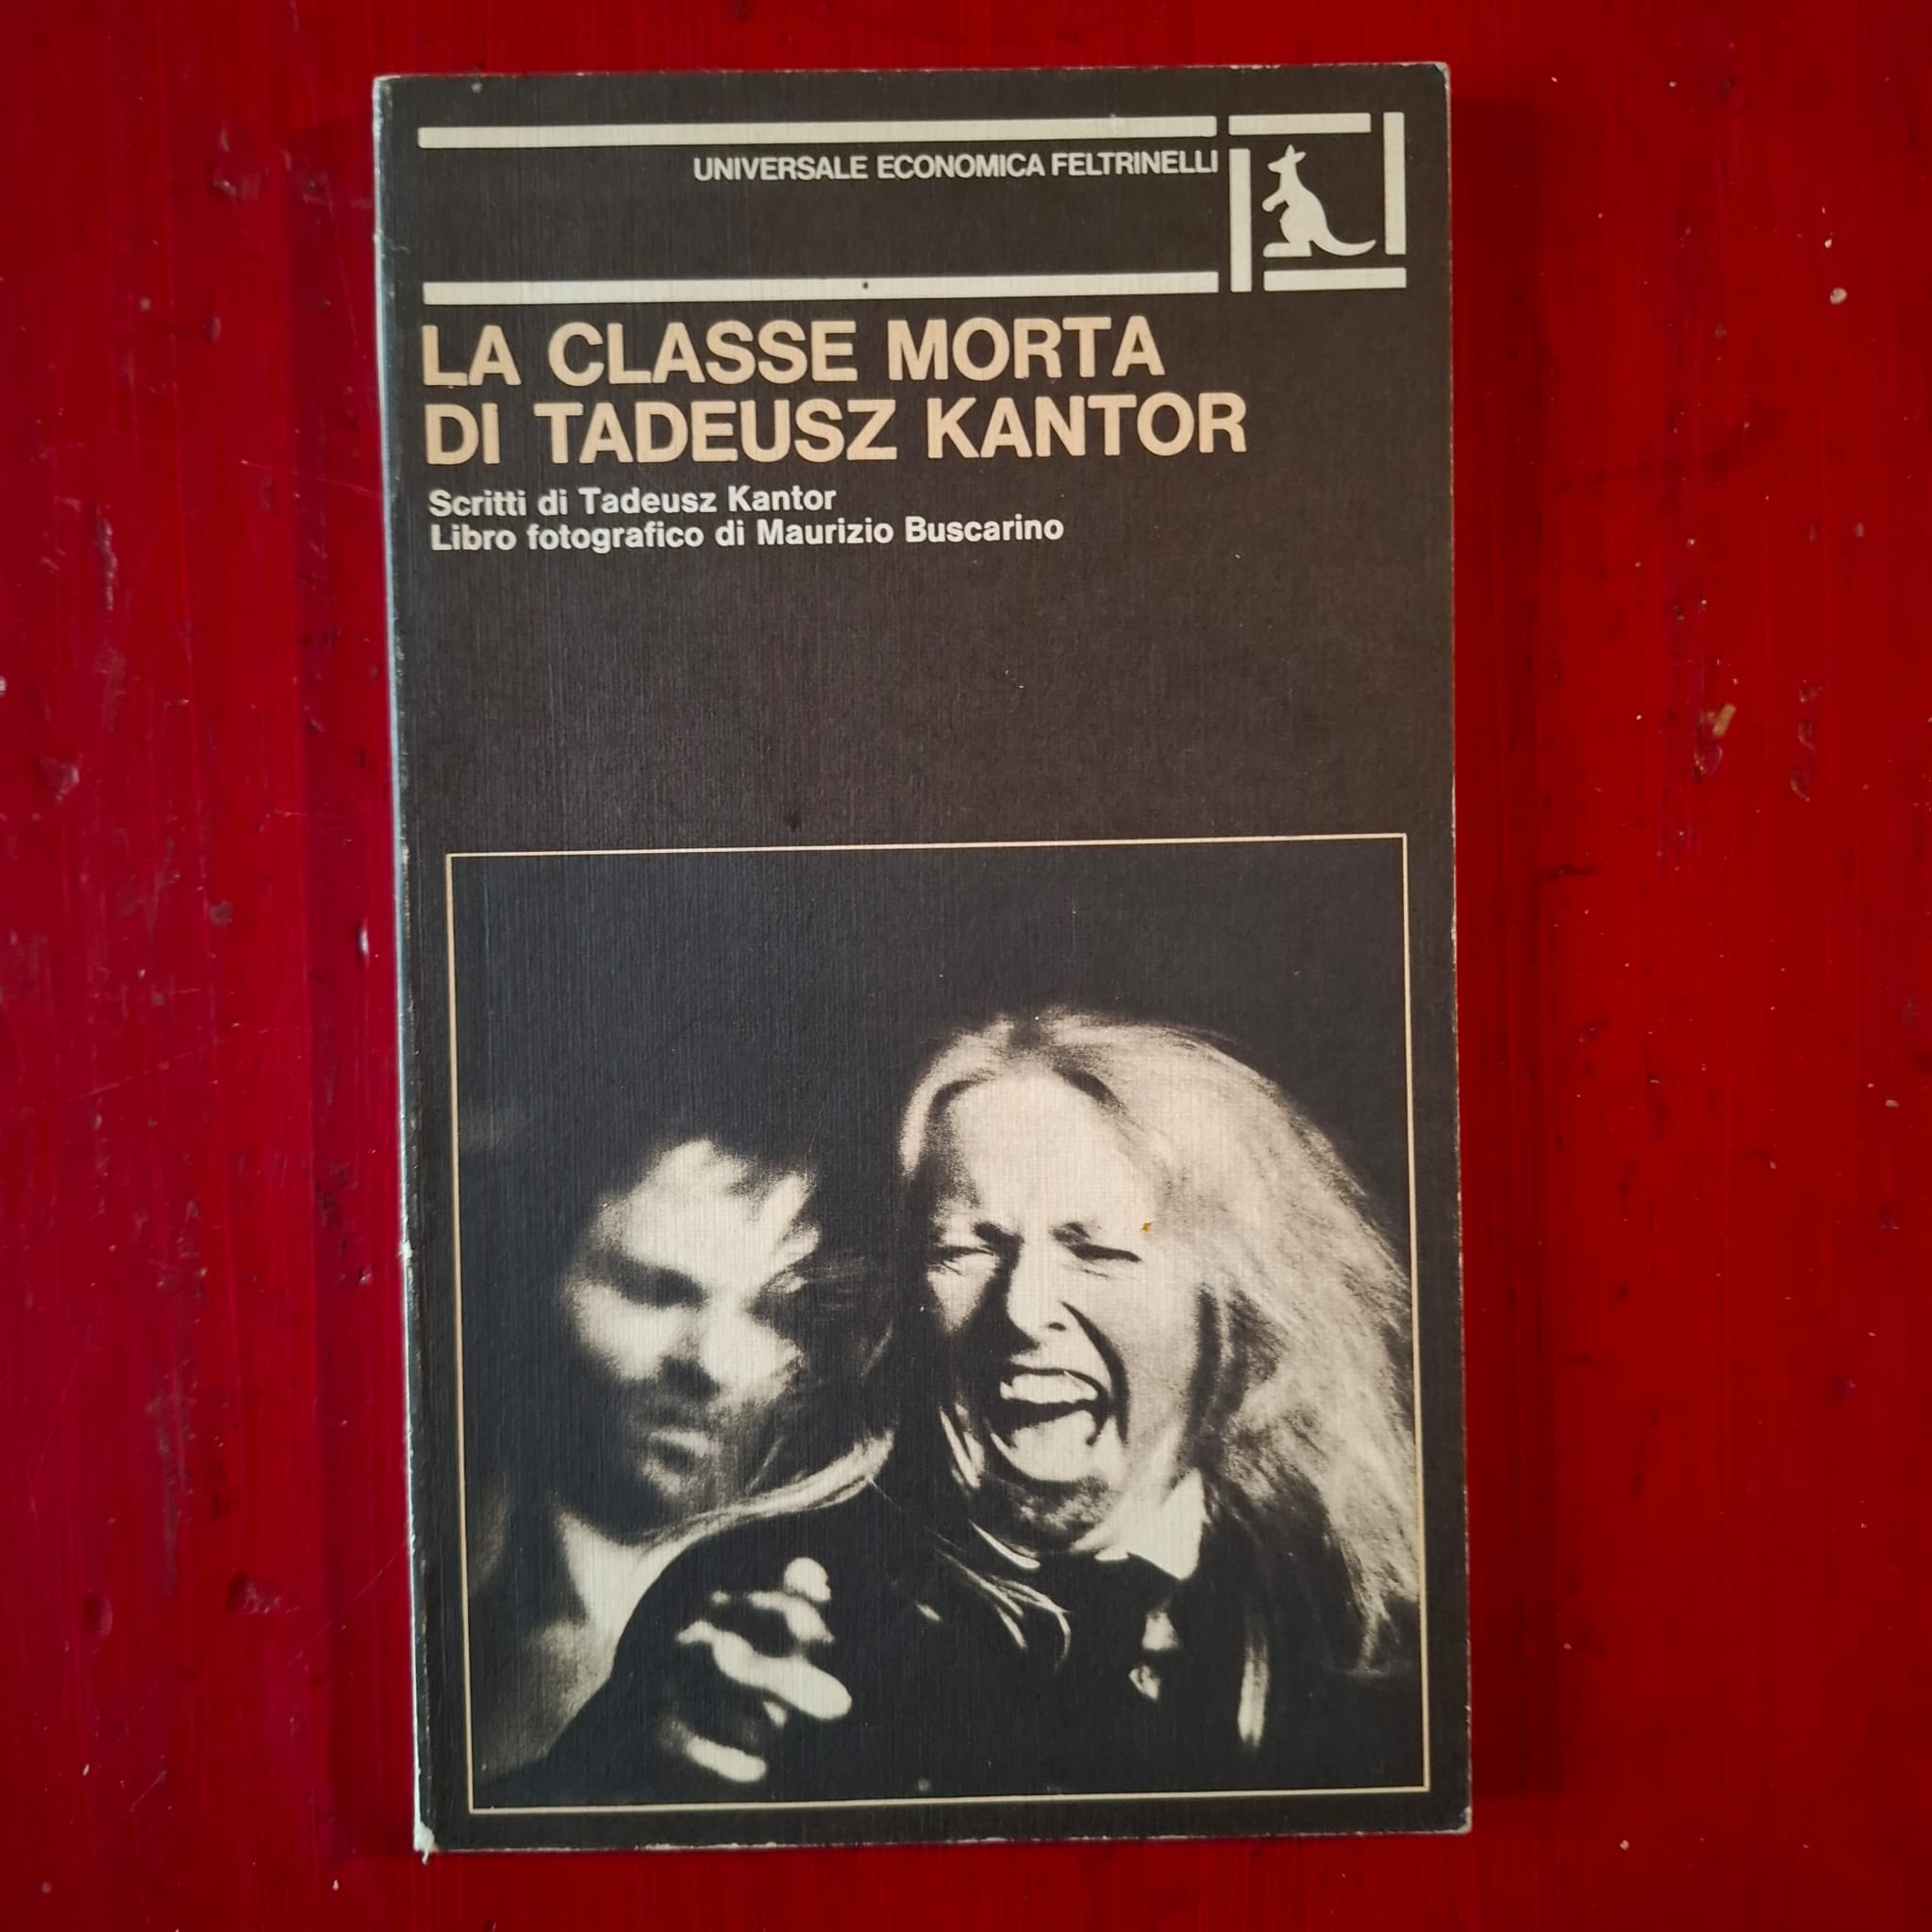 UNIVERSALE ECONOMICA FELTRINELLI
LA CLASSE MORTA
DI TADEUSZ KANTOR
Scritti di Tadeusz Kantor
Libro fotografico di Maurizio Buscarino